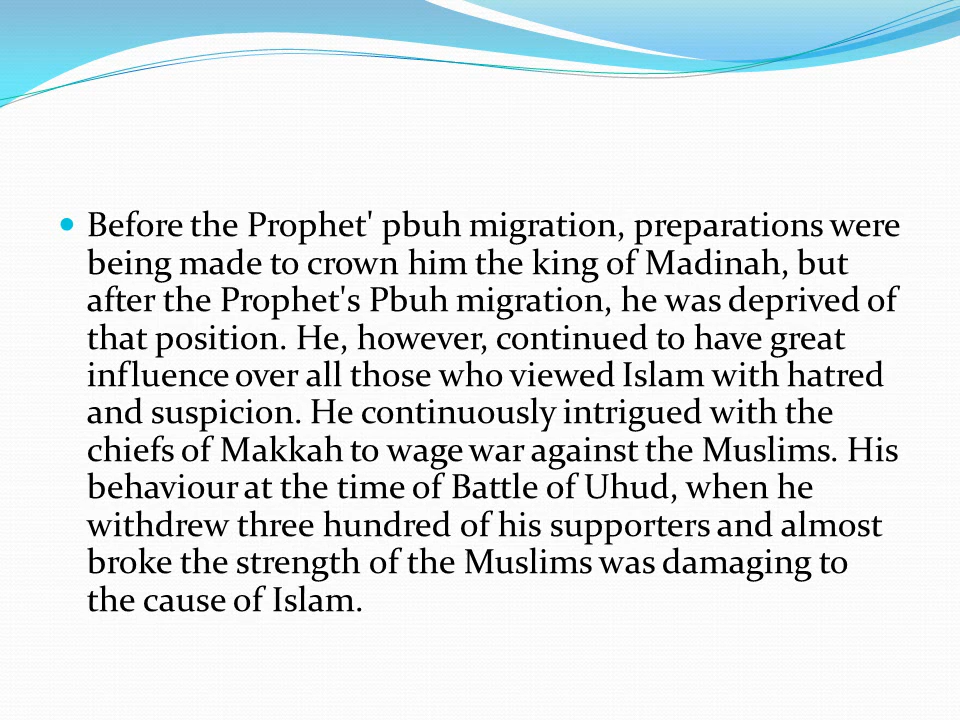 Before the Prophet' pbuh migration, preparations were
being made to crown him the king of Madinah, but
after the Prophet's Pbuh migration, he was deprived of
that position. He, however, continued to have great
influence over all those who viewed Islam with hatred
and suspicion. He continuously intrigued with the
chiefs of Makkah to wage war against the Muslims. His
behaviour at the time of Battle of Uhud, when he
withdrew three hundred of his supporters and almost
broke the strength of the Muslims was damaging to
the cause of Islam.